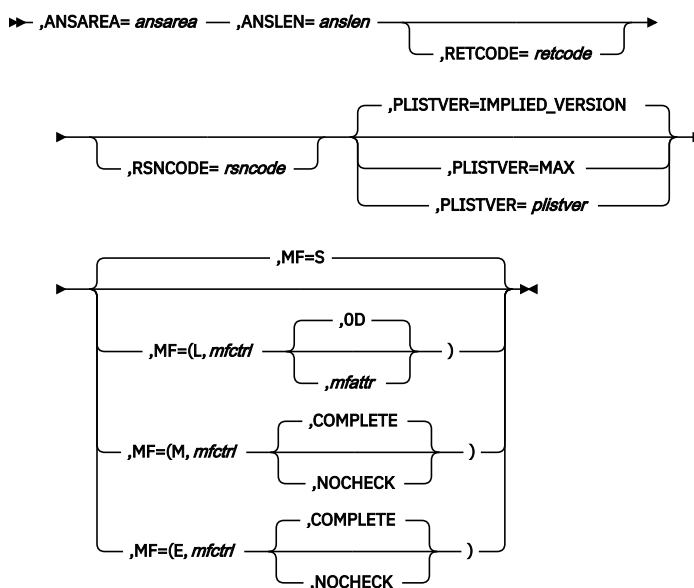 ,ANSAREA= ansarea ,ANSLEN= anslen
,RETCODE= retcode
,PLISTVER=IMPLIED_VERSION
,RSNCODE= rsncode
,PLISTVER=MAX
,PLISTVER= plistver
,MF=S
,0D
,MF=(L, mfctrl )
,mfattr
,COMPLETE
,MF=(M, mfctrl )
,NOCHECK
,COMPLETE
,MF=(E, mfctrl )
,NOCHECK